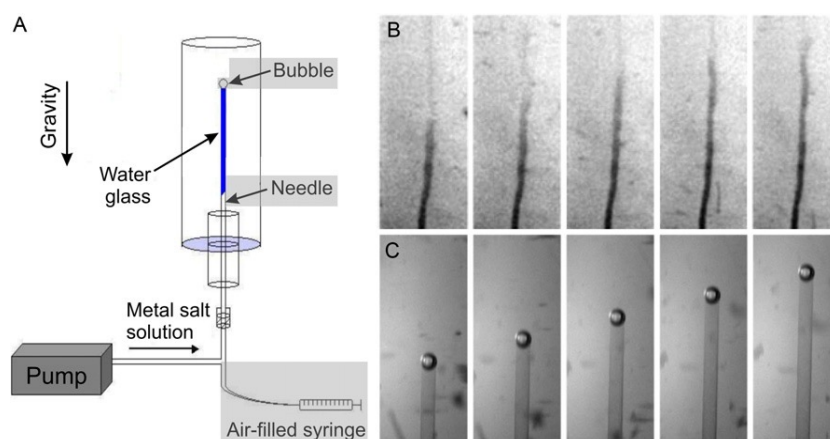 A
Gravity
Bubble
Water
glass
Needle
Metal salt
solution
Pump
Air-filled syringe
B
C